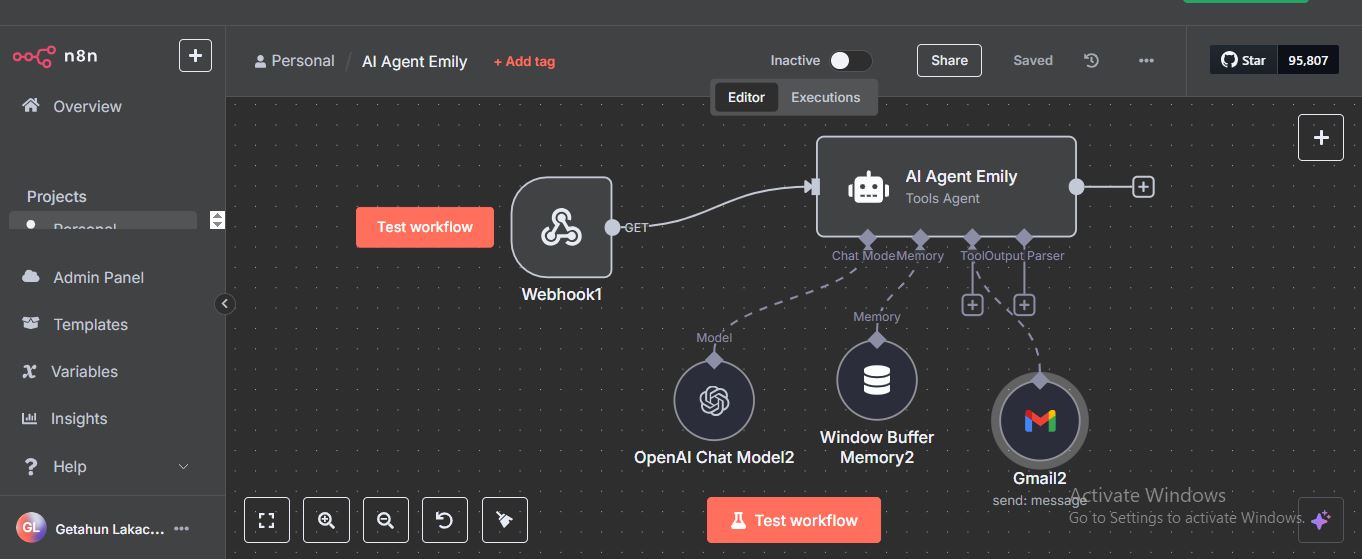 n8n
+
Personal / AI Agent Emily + Add tag
Inactive
Share
Saved
Star 95,807
Editor Executions
Overview
Projects
Personal
Admin Panel
Templates
Variables
Insights
Help
GL Getahun Lakac...
Test workflow
GET
Webhook1
AI Agent Emily
Tools Agent
Chat Mode
Memory
Tool
Output Parser
Model
OpenAI Chat Model2
Memory
Window Buffer
Memory2
Gmail2
send: message
Test workflow
Activate Windows
Go to Settings to activate Windows.